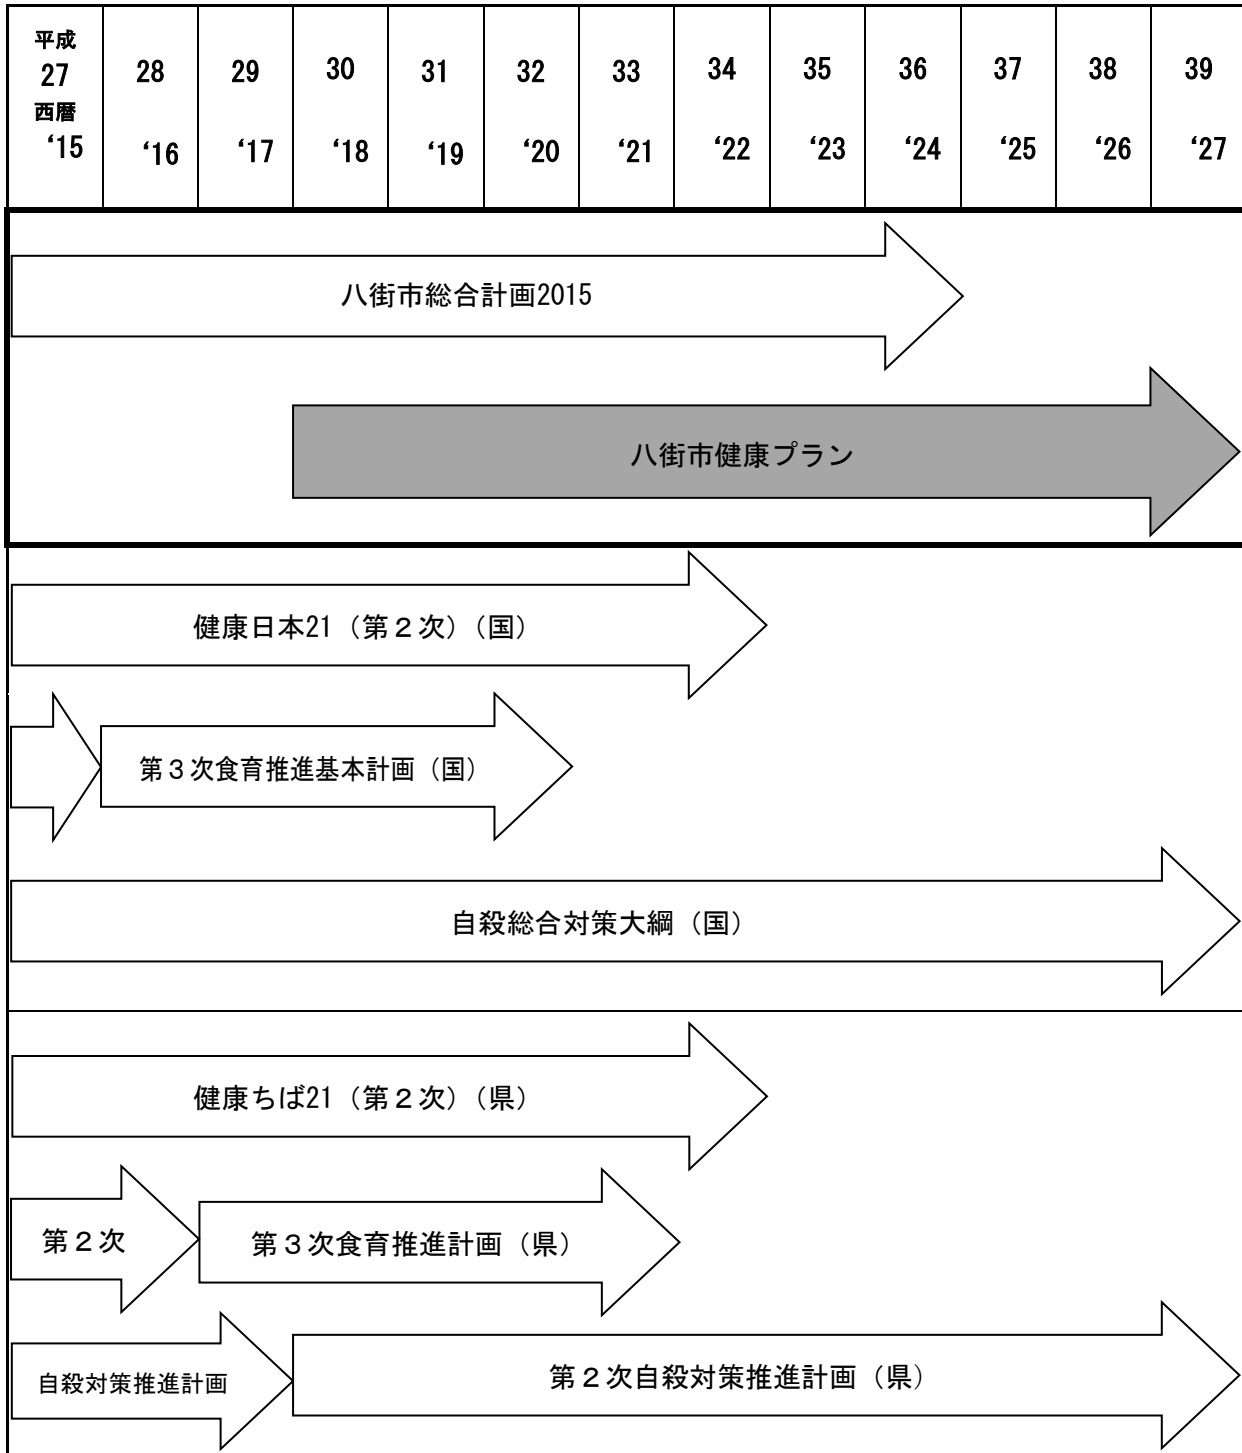 平成
27 28 29 30 31 32 33 34 35 36 37 38 39
西暦
‘15 ‘16 ‘17 ‘18 ‘19 ‘20 ‘21 ‘22 ‘23 ‘24 ‘25 ‘26 ‘27
八街市総合計画2015
八街市健康プラン
健康日本21（第２次）（国）
第３次食育推進基本計画（国）
自殺総合対策大綱（国）
健康ちば21（第２次）（県）
第２次
第３次食育推進計画（県）
自殺対策推進計画
第２次自殺対策推進計画（県）